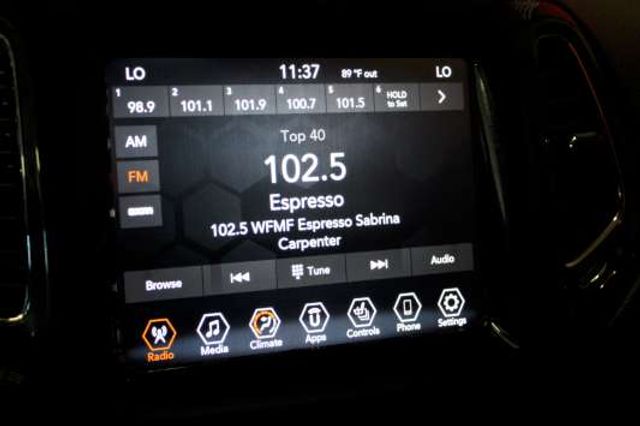 LO 11:37 89 °F out LO
1 98.9 2 101.1 3 101.9 4 100.7 5 101.5 6 HOLD to Set
AM
Top 40
FM
102.5
Espresso
102.5 WFMF Espresso Sabrina
Carpenter
Browse Tune Audio
Radio Media Climate Apps Controls Phone Settings